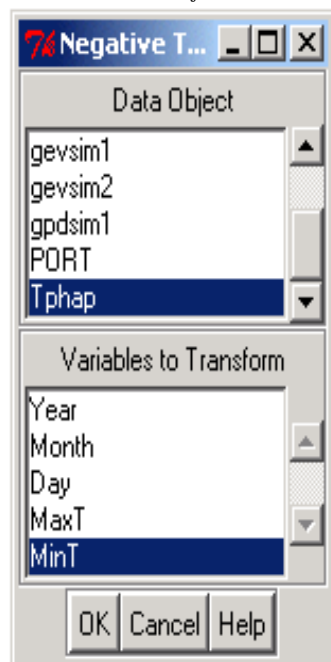 Negative T...
Data Object
gevsim1
gevsim2
gpdsim1
PORT
Tphap
Variables to Transform
Year
Month
Day
MaxT
MinT
OK Cancel Help